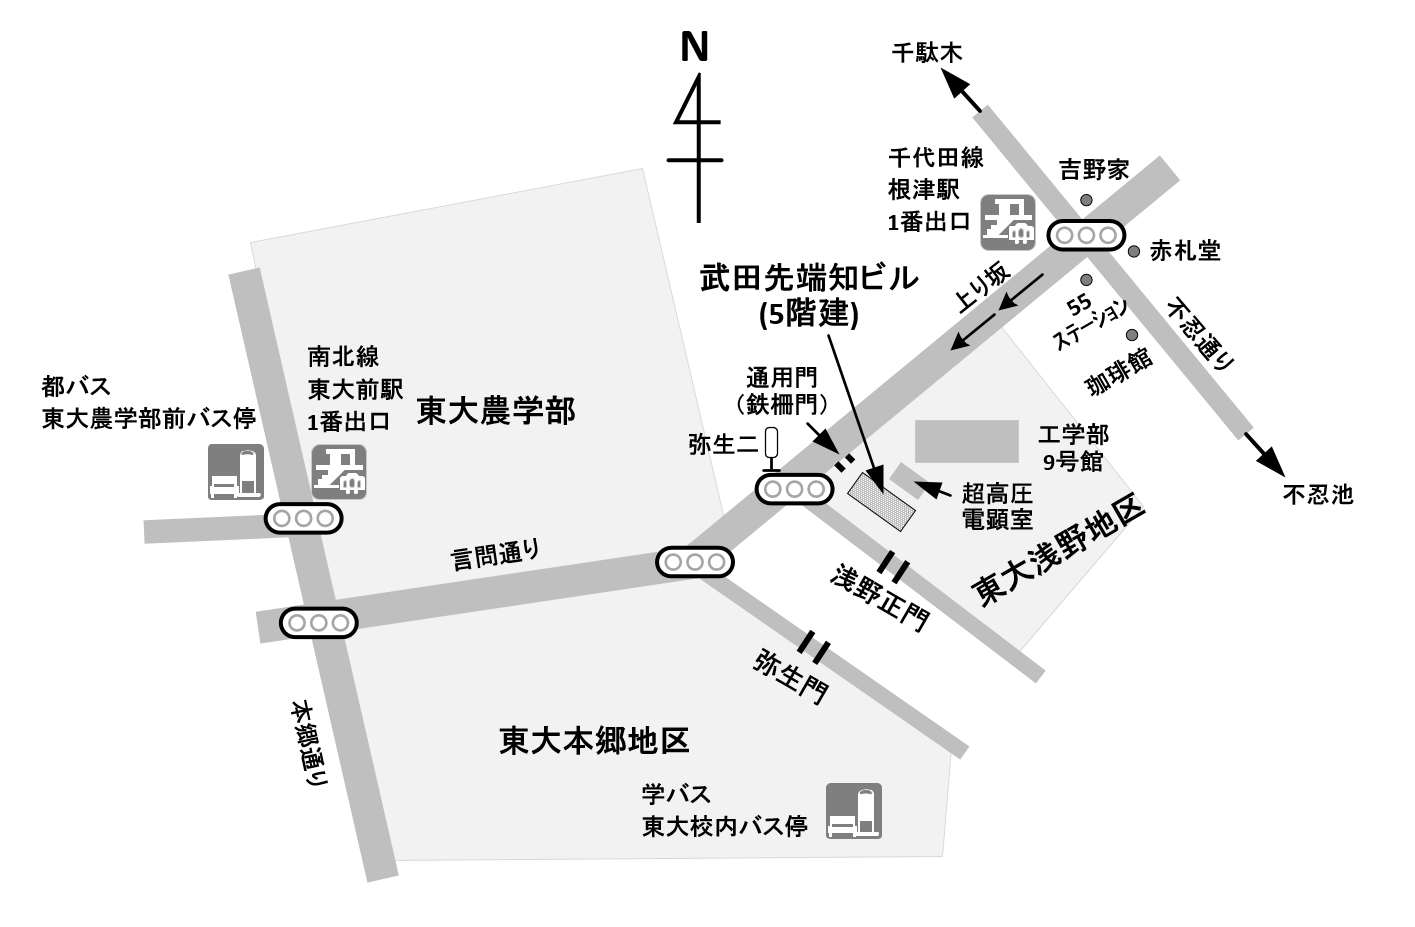 N
千駄木
千代田線
根津駅
1番出口
吉野家
赤札堂
55
ステーション
珈琲館
不忍通り
不忍池
上り坂
武田先端知ビル
(5階建)
通用門
（鉄柵門）
弥生二
工学部
9号館
超高圧
電顕室
東大浅野地区
浅野正門
弥生門
南北線
東大前駅
1番出口
都バス
東大農学部前バス停
東大農学部
言問通り
本郷通り
東大本郷地区
学バス
東大校内バス停